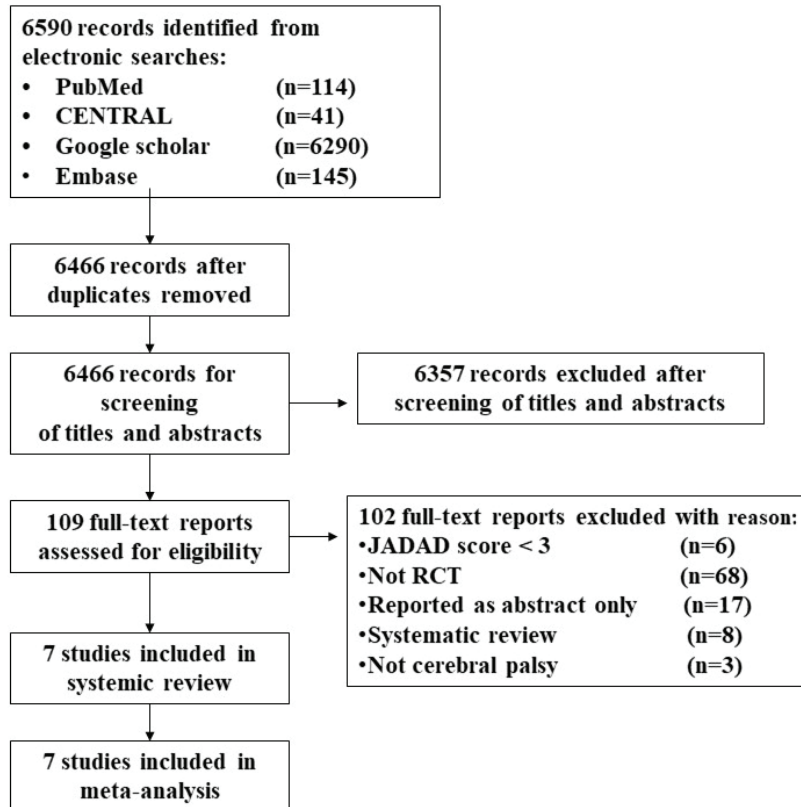 6590 records identified from
electronic searches:
• PubMed (n=114)
• CENTRAL (n=41)
• Google scholar (n=6290)
• Embase (n=145)
6466 records after
duplicates removed
6466 records for
screening
of titles and abstracts
6357 records excluded after
screening of titles and abstracts
109 full-text reports
assessed for eligibility
102 full-text reports excluded with reason:
•JADAD score < 3 (n=6)
•Not RCT (n=68)
•Reported as abstract only (n=17)
•Systematic review (n=8)
•Not cerebral palsy (n=3)
7 studies included in
systemic review
7 studies included in
meta-analysis